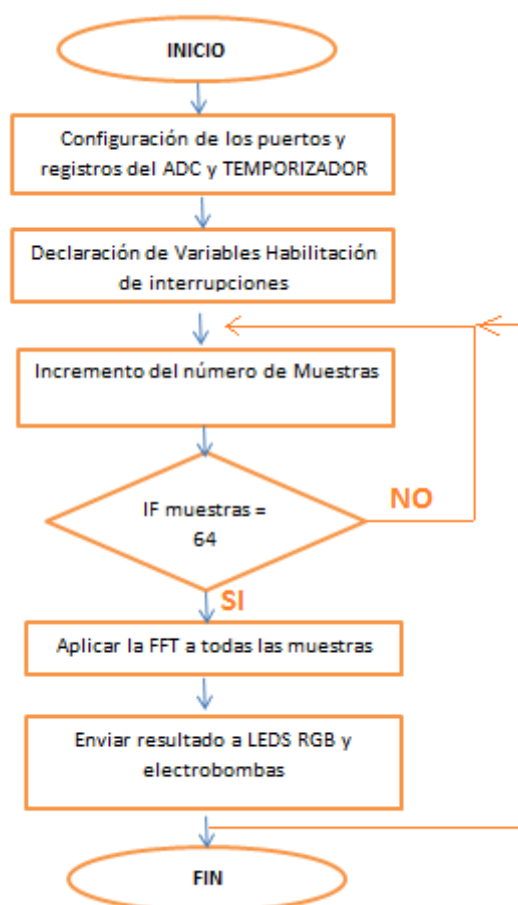 INICIO
Configuración de los puertos y
registros del ADC y TEMPORIZADOR
Declaración de Variables Habilitación
de interrupciones
Incremento del número de Muestras
IF muestras =
64
NO
SI
Aplicar la FFT a todas las muestras
Enviar resultado a LEDS RGB y
electrobombas
FIN